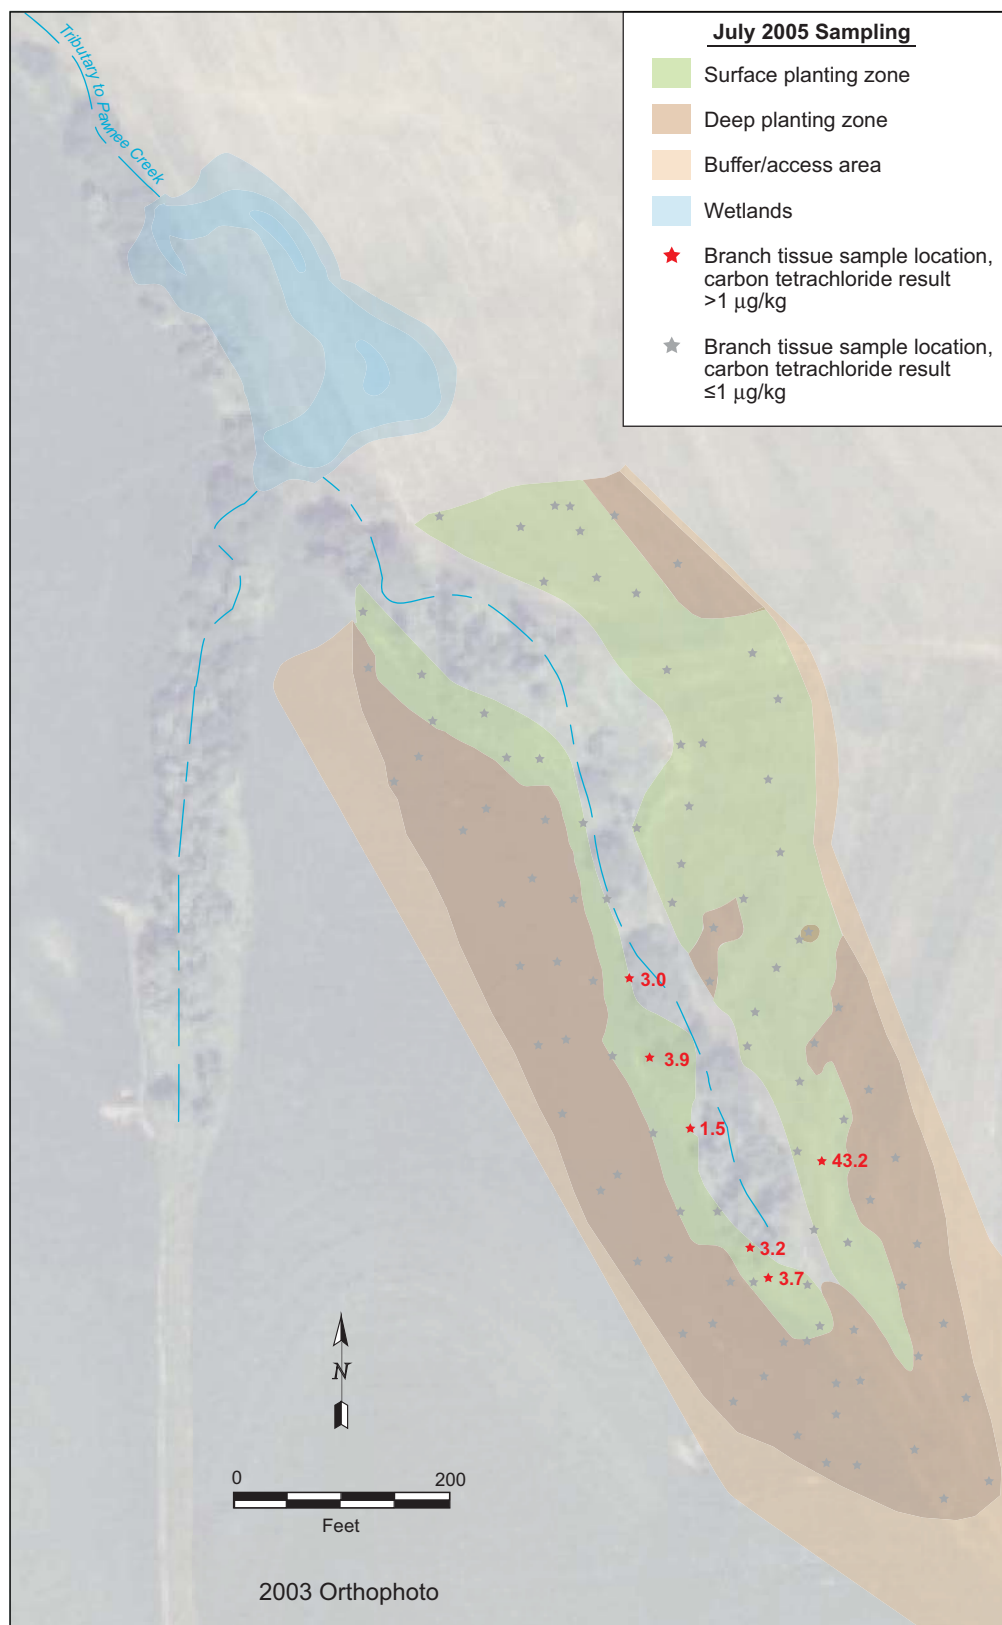 July 2005 Sampling
Surface planting zone
Deep planting zone
Buffer/access area
Wetlands
Branch tissue sample location,
carbon tetrachloride result
>1 μg/kg
Branch tissue sample location,
carbon tetrachloride result
≤1 μg/kg
Tributary to Pawnee Creek
3.0
3.9
1.5
43.2
3.2
3.7
N
0 200
Feet
2003 Orthophoto